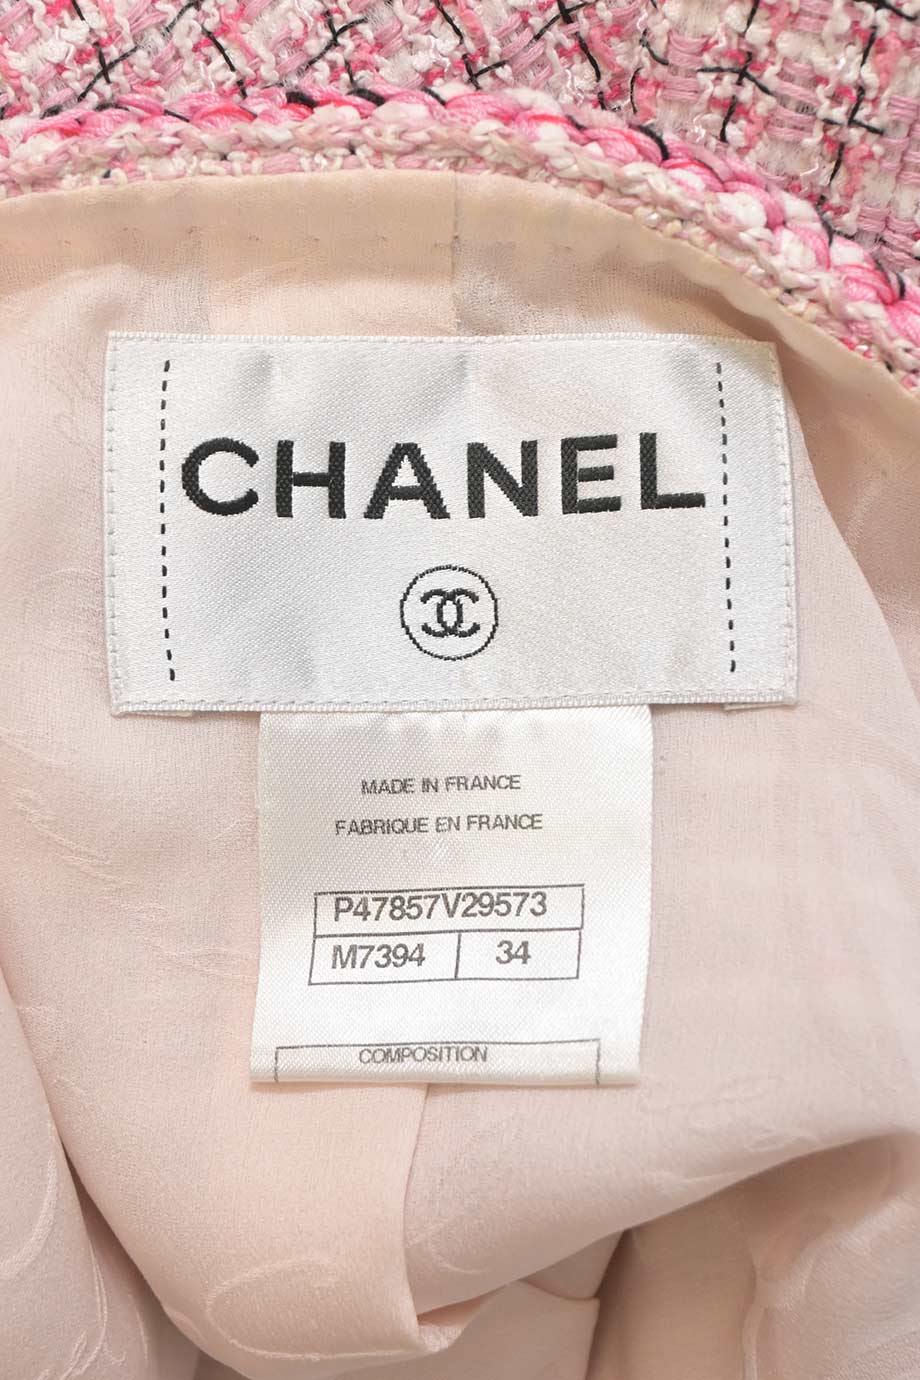 CHANEL
MADE IN FRANCE
FABRIQUE EN FRANCE
P47857V29573
M7394 34
COMPOSITION